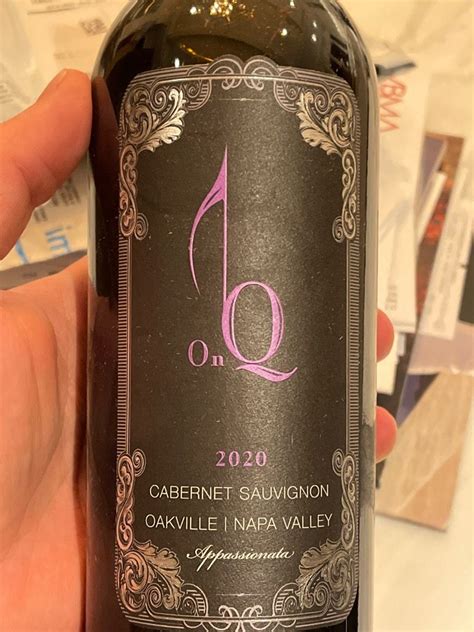 On Q
2020
CABERNET SAUVIGNON
OAKVILLE | NAPA VALLEY
Appassionata